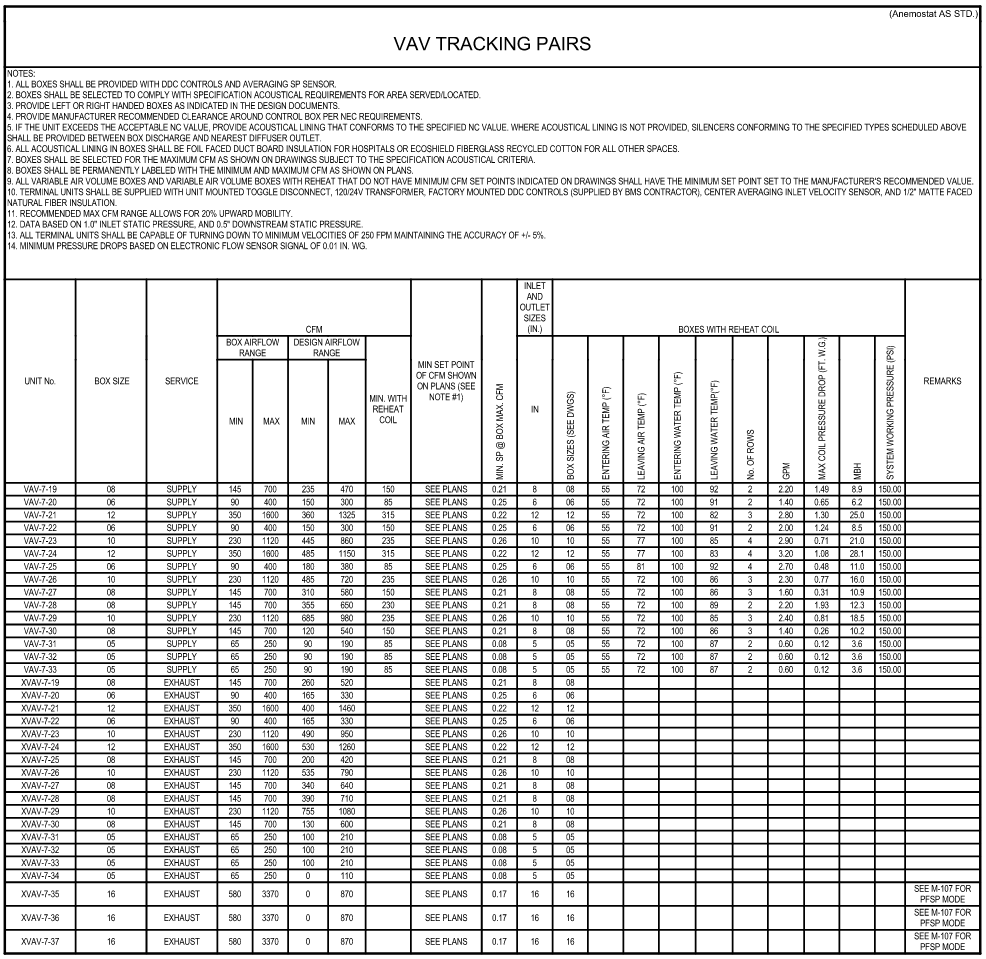 (Anemostat AS STD.)
VAV TRACKING PAIRS
NOTES:
1. ALL BOXES SHALL BE PROVIDED WITH DDC CONTROLS AND AVERAGING SP SENSOR.
2. BOXES SHALL BE SELECTED TO COMPLY WITH SPECIFICATION ACOUSTICAL REQUIREMENTS FOR AREA SERVED/LOCATED.
3. PROVIDE LEFT OR RIGHT HANDED BOXES AS INDICATED IN THE DESIGN DOCUMENTS.
4. PROVIDE MANUFACTURER RECOMMENDED CLEARANCE AROUND CONTROL BOX PER NEC REQUIREMENTS.
5. IF THE UNIT EXCEEDS THE ACCEPTABLE NC VALUE, PROVIDE ACOUSTICAL LINING THAT CONFORMS TO THE SPECIFIED NC VALUE. WHERE ACOUSTICAL LINING IS NOT PROVIDED, SILENCERS CONFORMING TO THE SPECIFIED TYPES SCHEDULED ABOVE
SHALL BE PROVIDED BETWEEN BOX DISCHARGE AND NEAREST DIFFUSER OUTLET.
6. ALL ACOUSTICAL LINING IN BOXES SHALL BE FOIL FACED DUCT BOARD INSULATION FOR HOSPITALS OR ECOSHIELD FIBERGLASS RECYCLED COTTON FOR ALL OTHER SPACES.
7. BOXES SHALL BE SELECTED FOR THE MAXIMUM CFM AS SHOWN ON DRAWINGS SUBJECT TO THE SPECIFICATION ACOUSTICAL CRITERIA.
8. BOXES SHALL BE PERMANENTLY LABELED WITH THE MINIMUM AND MAXIMUM CFM AS SHOWN ON PLANS.
9. ALL VARIABLE AIR VOLUME BOXES AND VARIABLE AIR VOLUME BOXES WITH REHEAT THAT DO NOT HAVE MINIMUM CFM SET POINTS INDICATED ON DRAWINGS SHALL HAVE THE MINIMUM SET POINT SET TO THE MANUFACTURER'S RECOMMENDED VALUE.
10. TERMINAL UNITS SHALL BE SUPPLIED WITH UNIT MOUNTED TOGGLE DISCONNECT, 120/24V TRANSFORMER, FACTORY MOUNTED DDC CONTROLS (SUPPLIED BY BMS CONTRACTOR), CENTER AVERAGING INLET VELOCITY SENSOR, AND 1/2" MATTE FACED
NATURAL FIBER INSULATION.
11. RECOMMENDED MAX CFM RANGE ALLOWS FOR 20% UPWARD MOBILITY.
12. DATA BASED ON 1.0" INLET STATIC PRESSURE, AND 0.5" DOWNSTREAM STATIC PRESSURE.
13. ALL TERMINAL UNITS SHALL BE CAPABLE OF TURNING DOWN TO MINIMUM VELOCITIES OF 250 FPM MAINTAINING THE ACCURACY OF +/- 5%.
14. MINIMUM PRESSURE DROPS BASED ON ELECTRONIC FLOW SENSOR SIGNAL OF 0.01 IN. WG.
UNIT No.
BOX SIZE
SERVICE
CFM
BOX AIRFLOW
RANGE
DESIGN AIRFLOW
RANGE
MIN
MAX
MIN
MAX
MIN. WITH
REHEAT
COIL
MIN SET POINT
OF CFM SHOWN
ON PLANS (SEE
NOTE #1)
MIN. SP @ BOX MAX. CFM
INLET
AND
OUTLET
SIZES
(IN.)
IN
BOXES WITH REHEAT COIL
BOX SIZES (SEE DWGS)
ENTERING AIR TEMP (°F)
LEAVING AIR TEMP (°F)
ENTERING WATER TEMP (°F)
LEAVING WATER TEMP(°F)
No. OF ROWS
GPM
MAX COIL PRESSURE DROP (FT. W.G.)
MBH
SYSTEM WORKING PRESSURE (PSI)
REMARKS
VAV-7-19 08 SUPPLY 145 700 235 470 150 SEE PLANS 0.21 8 08 55 72 100 92 2 2.20 1.49 8.9 150.00
VAV-7-20 06 SUPPLY 90 400 150 300 85 SEE PLANS 0.25 6 06 55 72 100 91 2 1.40 0.65 6.2 150.00
VAV-7-21 12 SUPPLY 350 1600 360 1325 315 SEE PLANS 0.22 12 12 55 72 100 82 3 2.80 1.30 25.0 150.00
VAV-7-22 06 SUPPLY 90 400 150 300 85 SEE PLANS 0.25 6 06 55 72 100 91 2 2.00 1.24 8.5 150.00
VAV-7-23 10 SUPPLY 230 1120 445 860 235 SEE PLANS 0.26 10 10 55 77 100 85 4 2.90 0.71 21.0 150.00
VAV-7-24 12 SUPPLY 350 1600 485 1150 315 SEE PLANS 0.22 12 12 55 77 100 83 4 3.20 1.08 28.1 150.00
VAV-7-25 06 SUPPLY 90 400 180 380 85 SEE PLANS 0.25 6 06 55 81 100 92 4 2.70 0.48 11.0 150.00
VAV-7-26 10 SUPPLY 230 1120 485 720 235 SEE PLANS 0.26 10 10 55 72 100 86 3 2.30 0.77 16.0 150.00
VAV-7-27 08 SUPPLY 145 700 310 580 150 SEE PLANS 0.21 8 08 55 72 100 86 3 1.60 0.31 10.9 150.00
VAV-7-28 08 SUPPLY 145 700 355 650 230 SEE PLANS 0.21 8 08 55 72 100 89 2 2.20 1.93 12.3 150.00
VAV-7-29 10 SUPPLY 230 1120 685 980 235 SEE PLANS 0.26 10 10 55 72 100 85 3 2.40 0.81 18.5 150.00
VAV-7-30 08 SUPPLY 145 700 120 540 150 SEE PLANS 0.21 8 08 55 72 100 86 3 1.40 0.26 10.2 150.00
VAV-7-31 05 SUPPLY 65 250 90 190 85 SEE PLANS 0.08 5 05 55 72 100 87 2 0.60 0.12 3.6 150.00
VAV-7-32 05 SUPPLY 65 250 90 190 85 SEE PLANS 0.08 5 05 55 72 100 87 2 0.60 0.12 3.6 150.00
VAV-7-33 05 SUPPLY 65 250 90 190 85 SEE PLANS 0.08 5 05 55 72 100 87 2 0.60 0.12 3.6 150.00
XVAV-7-19 08 EXHAUST 145 700 260 520 SEE PLANS 0.21 8 08
XVAV-7-20 06 EXHAUST 90 400 165 330 SEE PLANS 0.25 6 06
XVAV-7-21 12 EXHAUST 350 1600 400 1460 SEE PLANS 0.22 12 12
XVAV-7-22 06 EXHAUST 90 400 165 330 SEE PLANS 0.25 6 06
XVAV-7-23 10 EXHAUST 230 1120 490 950 SEE PLANS 0.26 10 10
XVAV-7-24 12 EXHAUST 350 1600 530 1260 SEE PLANS 0.22 12 12
XVAV-7-25 08 EXHAUST 145 700 200 420 SEE PLANS 0.21 8 08
XVAV-7-26 10 EXHAUST 230 1120 535 790 SEE PLANS 0.26 10 10
XVAV-7-27 08 EXHAUST 145 700 340 640 SEE PLANS 0.21 8 08
XVAV-7-28 08 EXHAUST 145 700 390 710 SEE PLANS 0.21 8 08
XVAV-7-29 10 EXHAUST 230 1120 755 1080 SEE PLANS 0.26 10 10
XVAV-7-30 08 EXHAUST 145 700 130 600 SEE PLANS 0.21 8 08
XVAV-7-31 05 EXHAUST 65 250 100 210 SEE PLANS 0.08 5 05
XVAV-7-32 05 EXHAUST 65 250 100 210 SEE PLANS 0.08 5 05
XVAV-7-33 05 EXHAUST 65 250 100 210 SEE PLANS 0.08 5 05
XVAV-7-34 05 EXHAUST 65 250 0 110 SEE PLANS 0.08 5 05
XVAV-7-35 16 EXHAUST 580 3370 0 870 SEE PLANS 0.17 16 16 SEE M-107 FOR
PFSP MODE
XVAV-7-36 16 EXHAUST 580 3370 0 870 SEE PLANS 0.17 16 16 SEE M-107 FOR
PFSP MODE
XVAV-7-37 16 EXHAUST 580 3370 0 870 SEE PLANS 0.17 16 16 SEE M-107 FOR
PFSP MODE